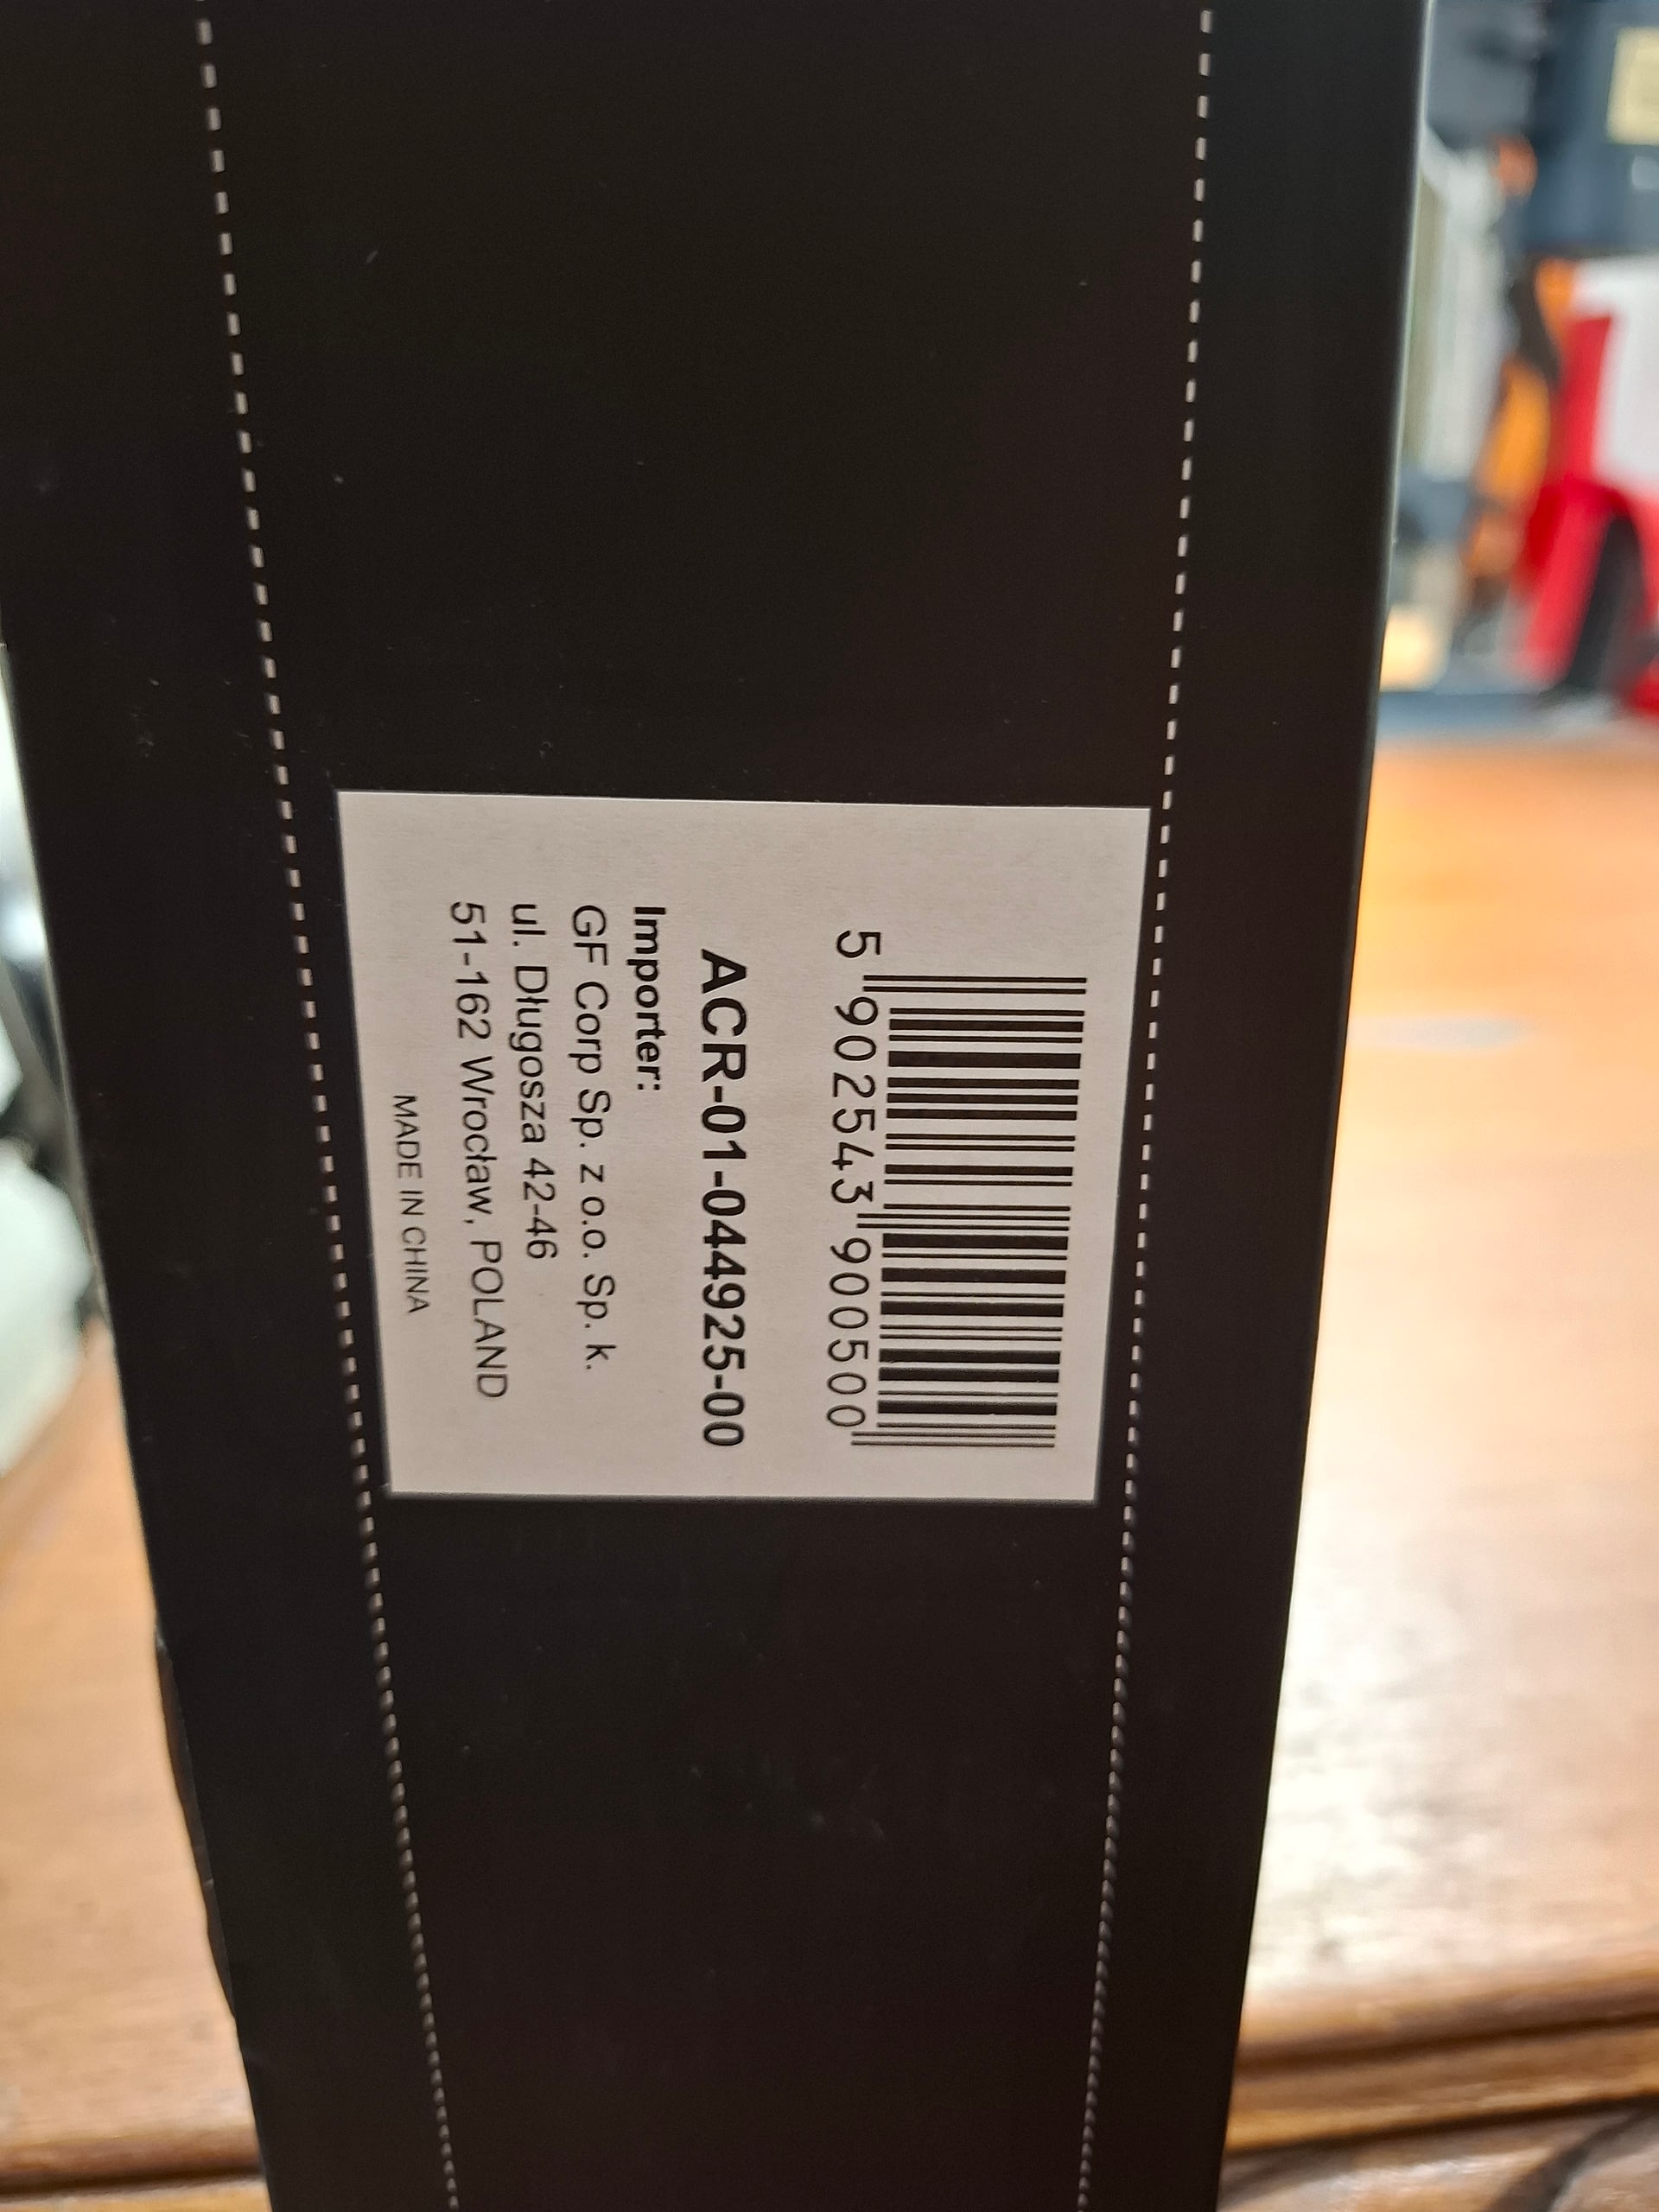 5 902543 900500
ACR-01-044925-00
Importer:
GF Corp Sp. z o.o. Sp. k.
ul. Długosza 42-46
51-162 Wrocław, POLAND
MADE IN CHINA